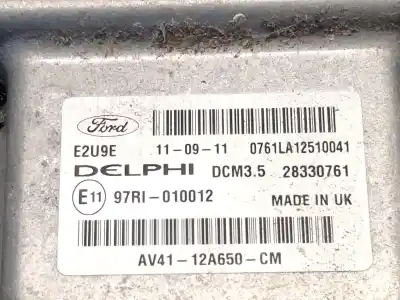 Ford
E2U9E 11-09-11 0761LA12510041
DELPHI DCM3.5 28330761
E11 97RI-010012 MADE IN UK
AV41-12A650-CM